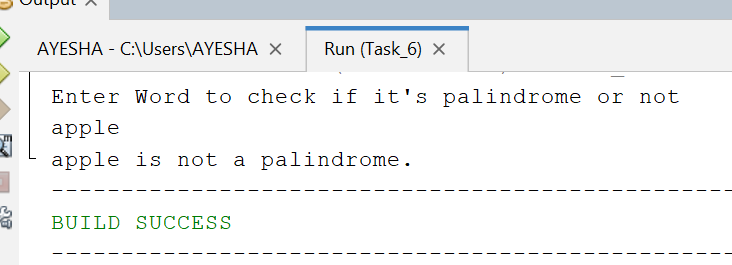 Output
AYESHA - C:\Users\AYESHA × Run (Task_6) ×
Enter Word to check if it's palindrome or not
apple
apple is not a palindrome.
------------------------------------------------
BUILD SUCCESS
------------------------------------------------